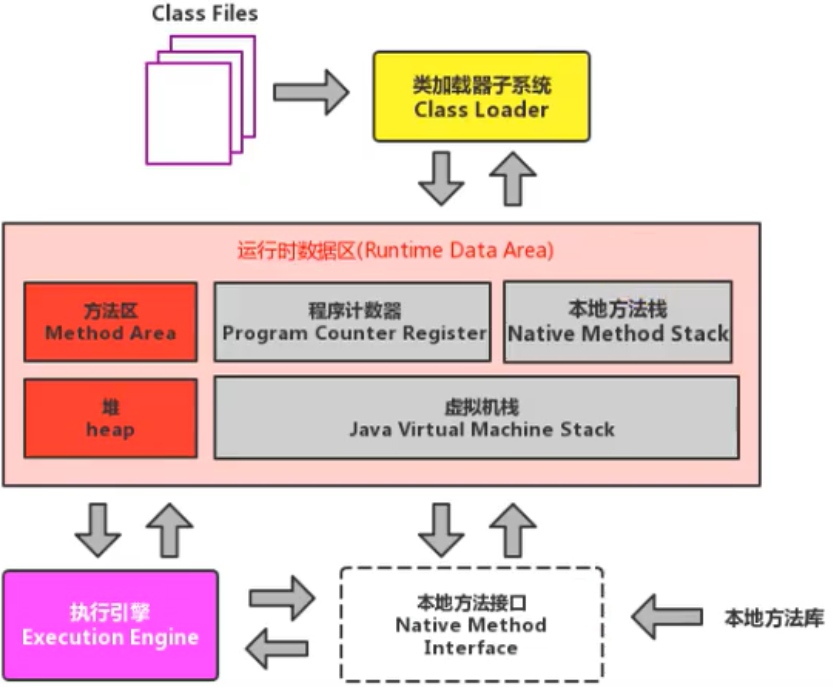 Class Files
类加载器子系统
Class Loader
运行时数据区(Runtime Data Area)
方法区
Method Area
程序计数器
Program Counter Register
本地方法栈
Native Method Stack
堆
heap
虚拟机栈
Java Virtual Machine Stack
执行引擎
Execution Engine
本地方法接口
Native Method
Interface
本地方法库